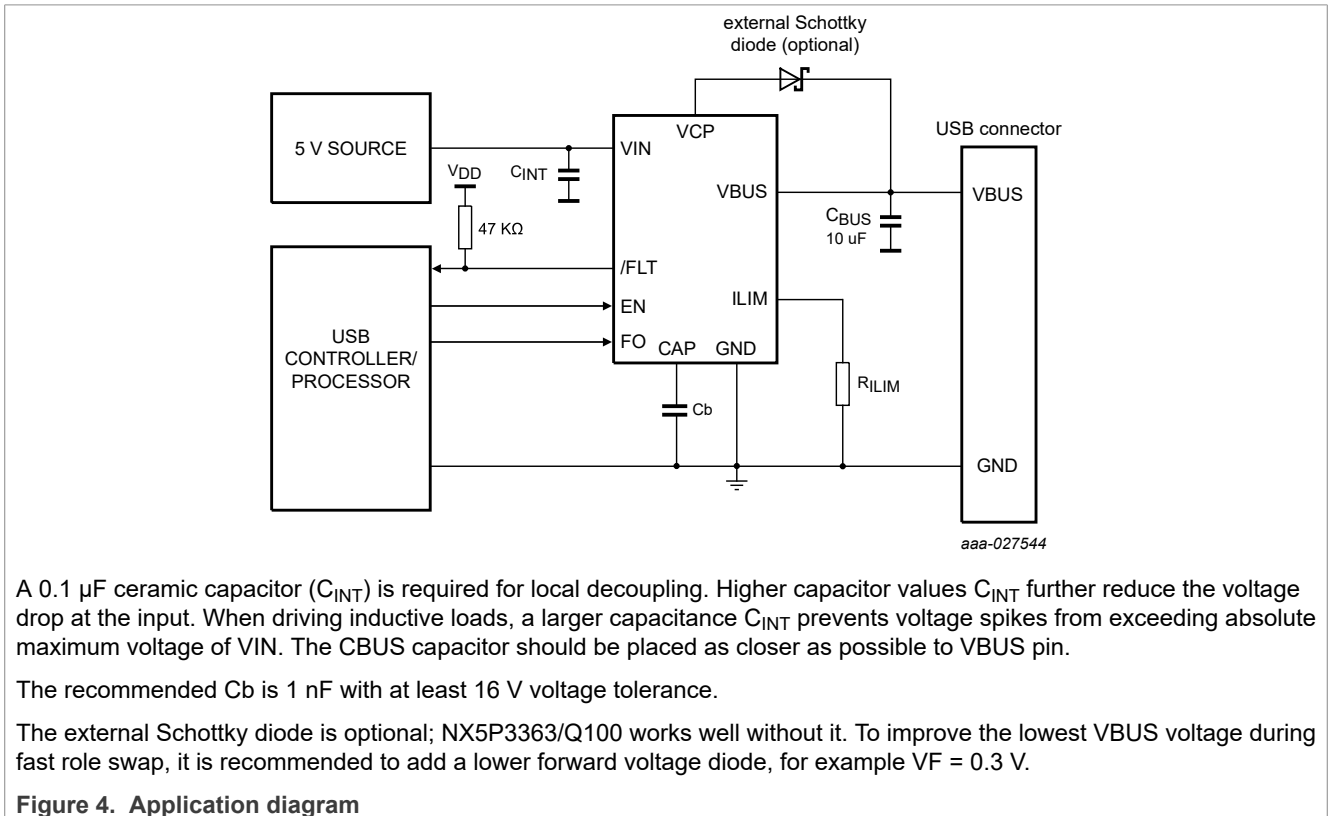 external Schottky
diode (optional)
VCP
USB connector
5 V SOURCE
VIN
VDD
CINT
VBUS
VBUS
CBUS
10 uF
47 KΩ
/FLT
ILIM
EN
USB
CONTROLLER/
PROCESSOR
FO
CAP
GND
RILIM
Cb
GND
aaa-027544
A 0.1 µF ceramic capacitor (CINT) is required for local decoupling. Higher capacitor values CINT further reduce the voltage
drop at the input. When driving inductive loads, a larger capacitance CINT prevents voltage spikes from exceeding absolute
maximum voltage of VIN. The CBUS capacitor should be placed as closer as possible to VBUS pin.
The recommended Cb is 1 nF with at least 16 V voltage tolerance.
The external Schottky diode is optional; NX5P3363/Q100 works well without it. To improve the lowest VBUS voltage during
fast role swap, it is recommended to add a lower forward voltage diode, for example VF = 0.3 V.
Figure 4. Application diagram